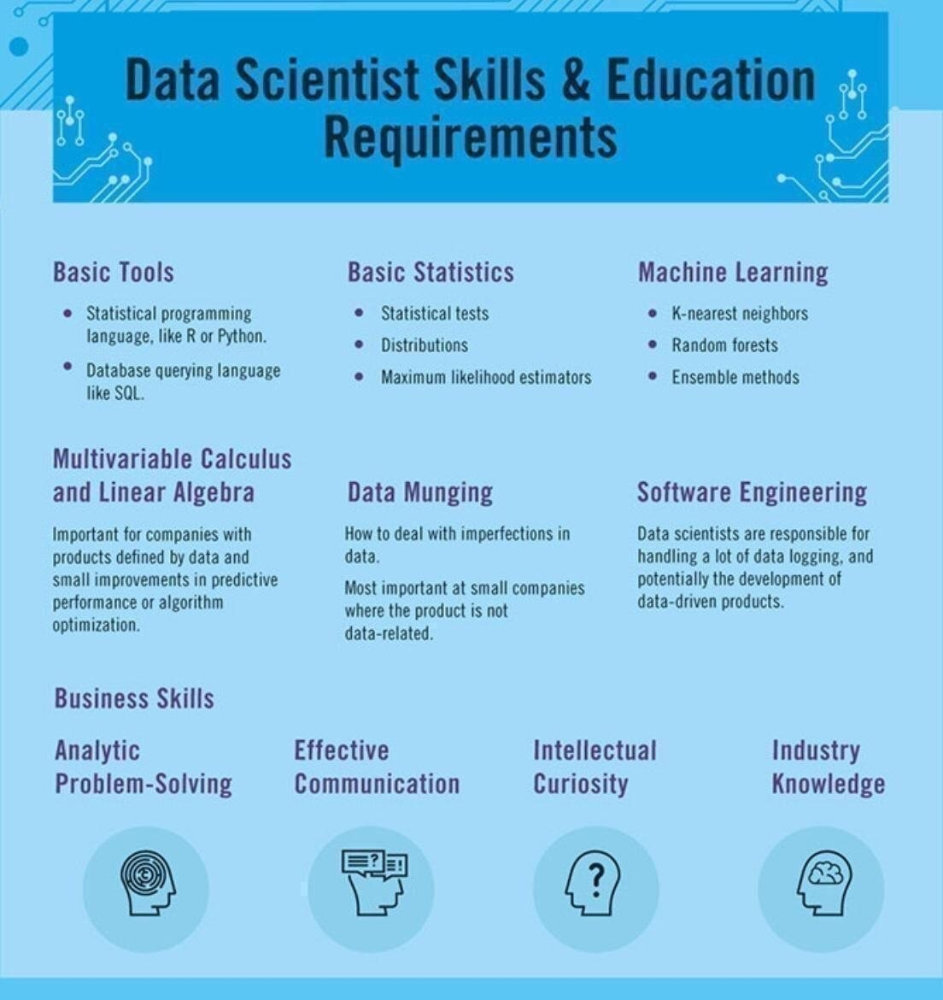 Data Scientist Skills & Education
Requirements
Basic Tools
• Statistical programming
language, like R or Python.
• Database querying language
like SQL.
Basic Statistics
• Statistical tests
• Distributions
• Maximum likelihood estimators
Machine Learning
• K-nearest neighbors
• Random forests
• Ensemble methods
Multivariable Calculus
and Linear Algebra
Important for companies with
products defined by data and
small improvements in predictive
performance or algorithm
optimization.
Data Munging
How to deal with imperfections in
data.
Most important at small companies
where the product is not
data-related.
Software Engineering
Data scientists are responsible for
handling a lot of data logging, and
potentially the development of
data-driven products.
Business Skills
Analytic
Problem-Solving
Effective
Communication
Intellectual
Curiosity
Industry
Knowledge
?
!
?